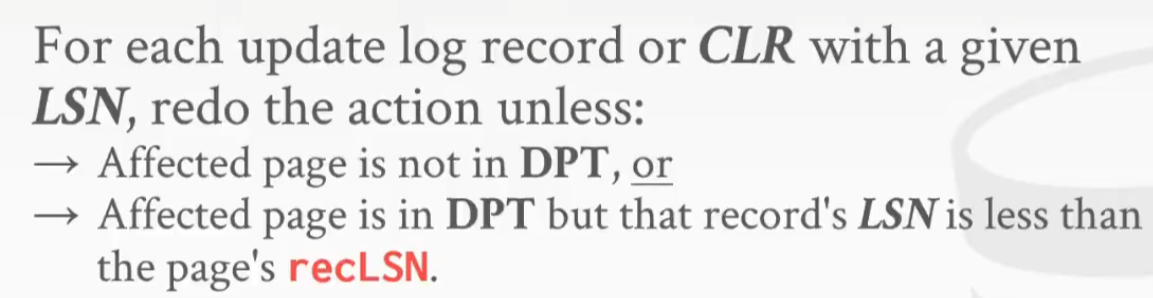 For each update log record or CLR with a given
LSN, redo the action unless:
→ Affected page is not in DPT, or
→ Affected page is in DPT but that record's LSN is less than
the page's recLSN.